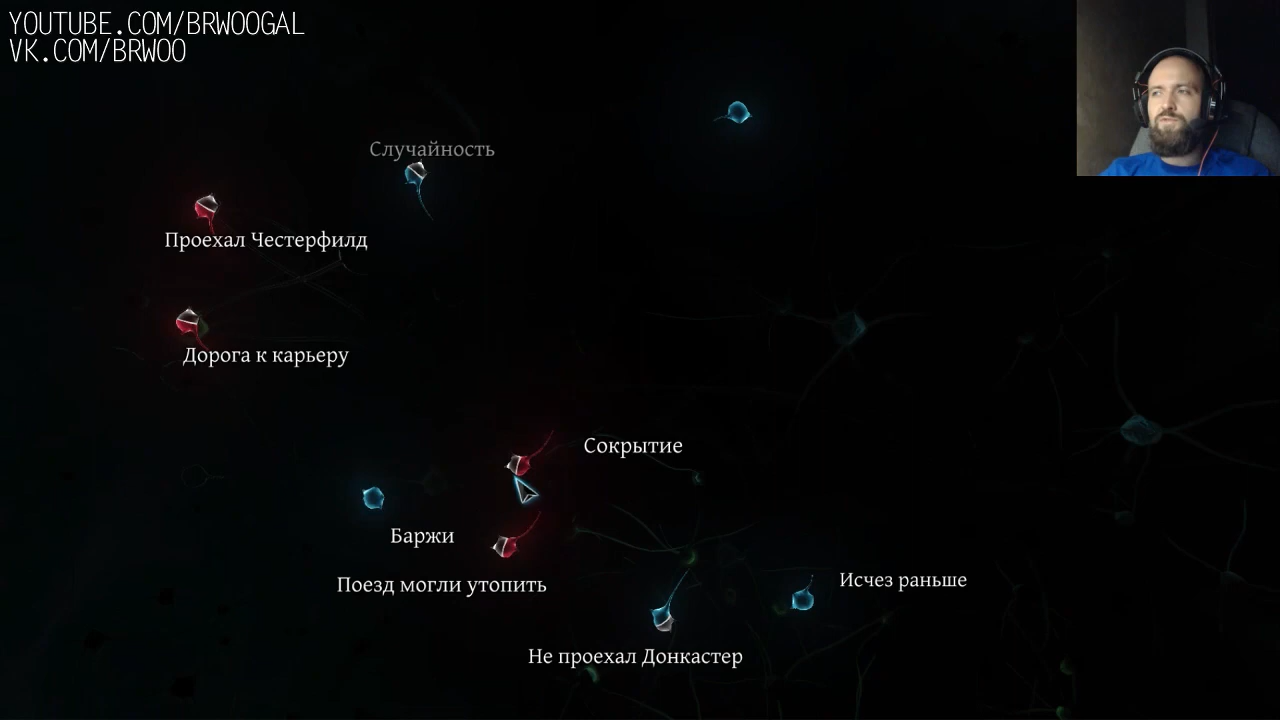 YOUTUBE.COM/BRWOOGAL
VK.COM/BRWOO
Случайность
Проехал Честерфилд
Дорога к карьеру
Сокрытие
Баржи
Поезд могли утопить
Исчез раньше
Не проехал Донкастер